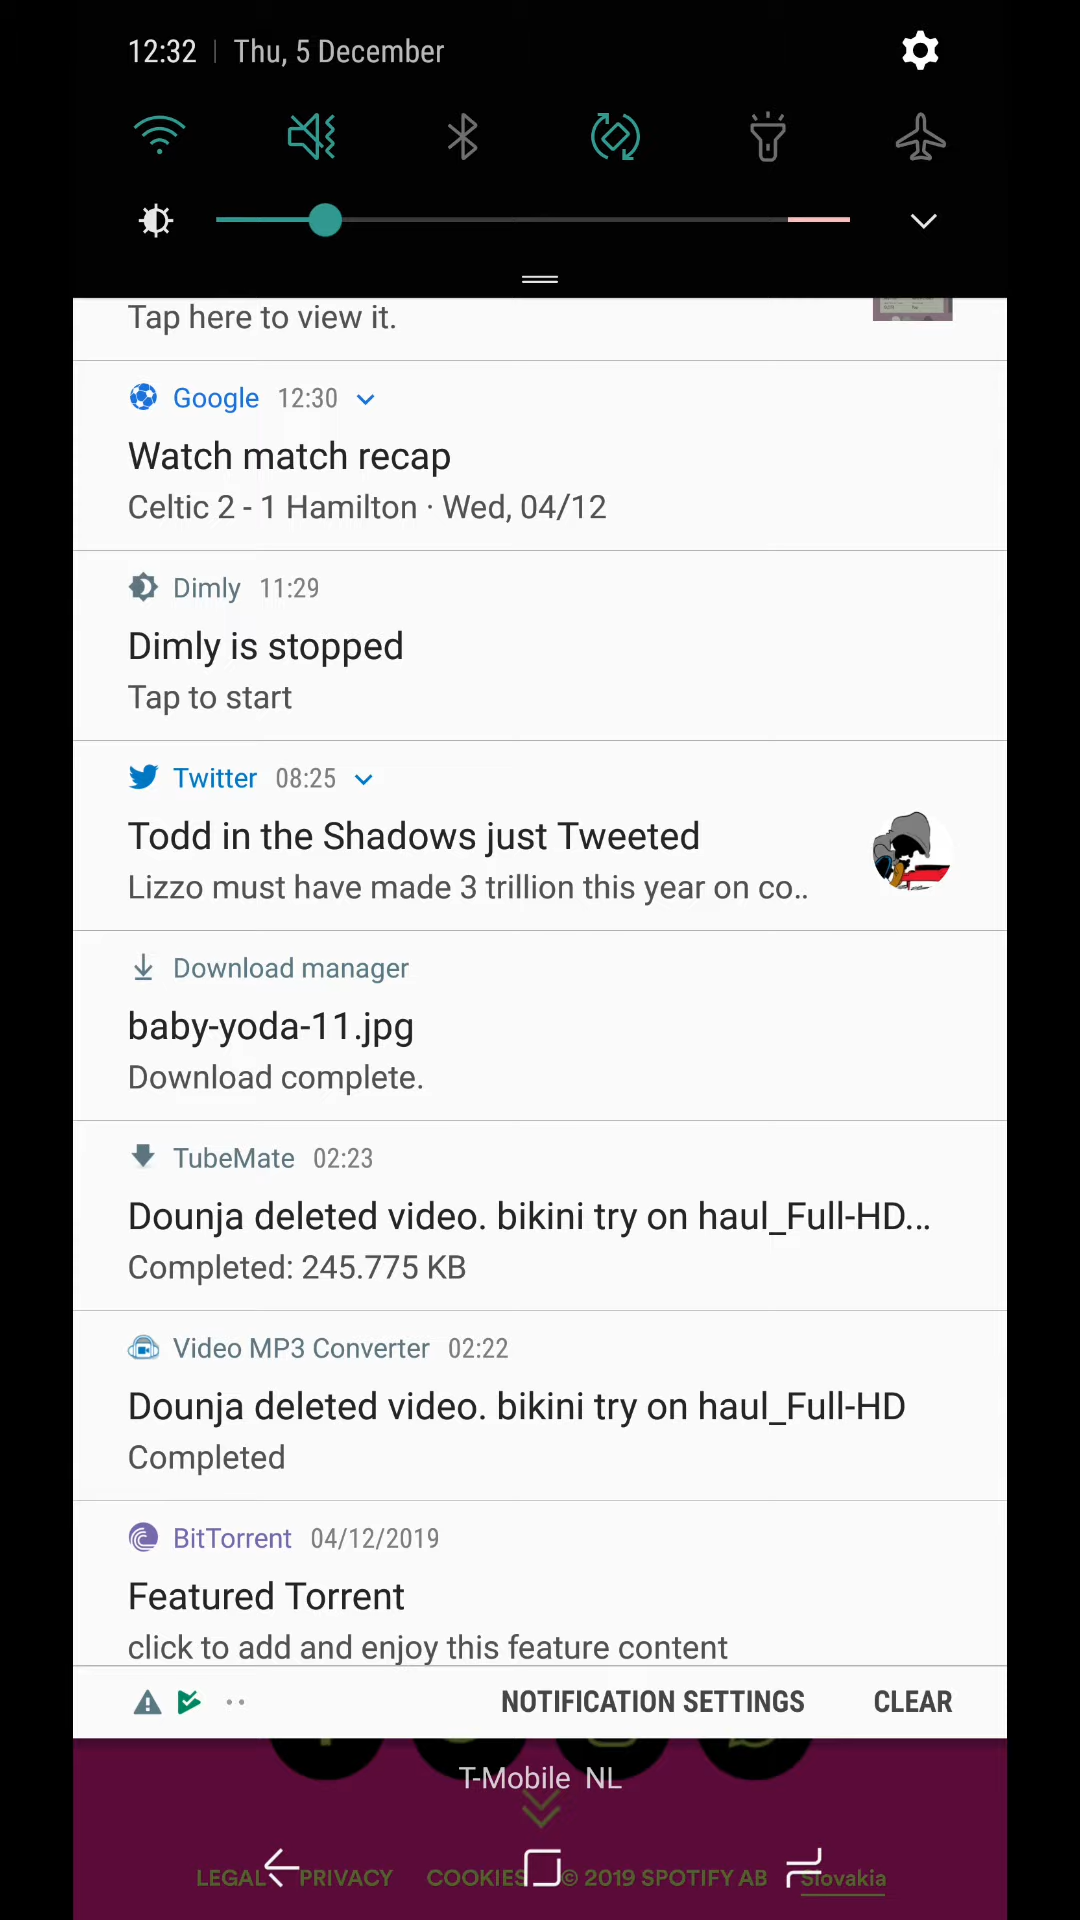 12:32 | Thu, 5 December
Tap here to view it.
Google 12:30
Watch match recap
Celtic 2 - 1 Hamilton · Wed, 04/12
Dimly 11:29
Dimly is stopped
Tap to start
Twitter 08:25
Todd in the Shadows just Tweeted
Lizzo must have made 3 trillion this year on co..
Download manager
baby-yoda-11.jpg
Download complete.
TubeMate 02:23
Dounja deleted video. bikini try on haul_Full-HD...
Completed: 245.775 KB
Video MP3 Converter 02:22
Dounja deleted video. bikini try on haul_Full-HD
Completed
BitTorrent 04/12/2019
Featured Torrent
click to add and enjoy this feature content
NOTIFICATION SETTINGS CLEAR
T-Mobile NL
LEGAL PRIVACY COOKIES © 2019 SPOTIFY AB Slovakia